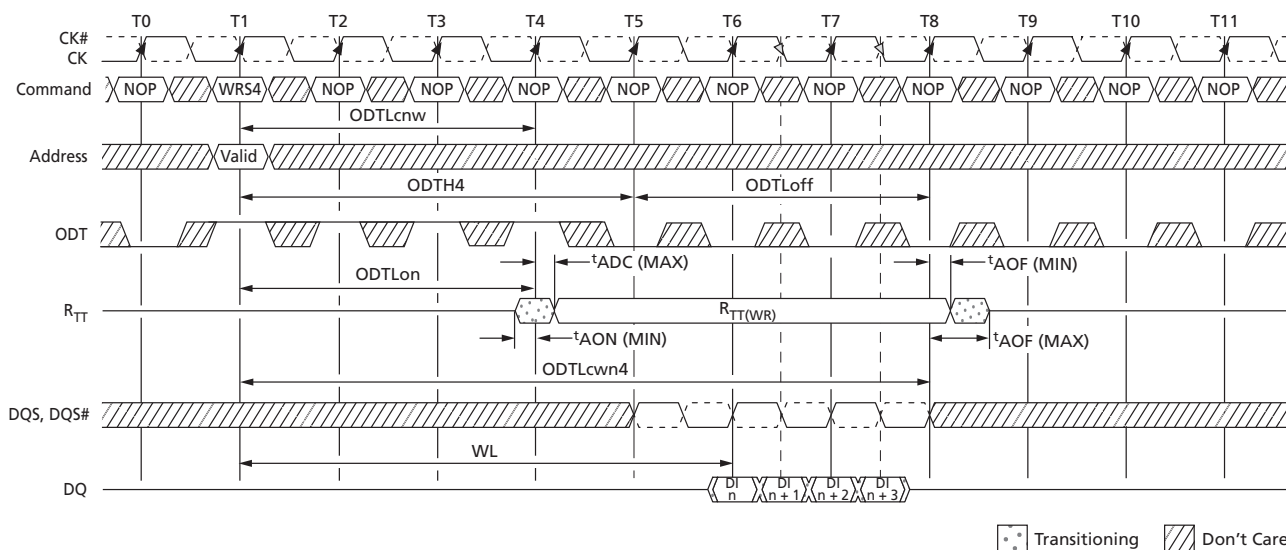 T0 T1 T2 T3 T4 T5 T6 T7 T8 T9 T10 T11
CK#
CK
Command NOP WRS4 NOP NOP NOP NOP NOP NOP NOP NOP NOP NOP
ODTLcnw
Address Valid
ODTH4 ODTLoff
ODT
tADC (MAX) tAOF (MIN)
ODTLon
RTT RTT(WR)
tAON (MIN) tAOF (MAX)
ODTLcwn4
DQS, DQS#
WL
DQ DI n DI n + 1 DI n + 2 DI n + 3
Transitioning Don't Care